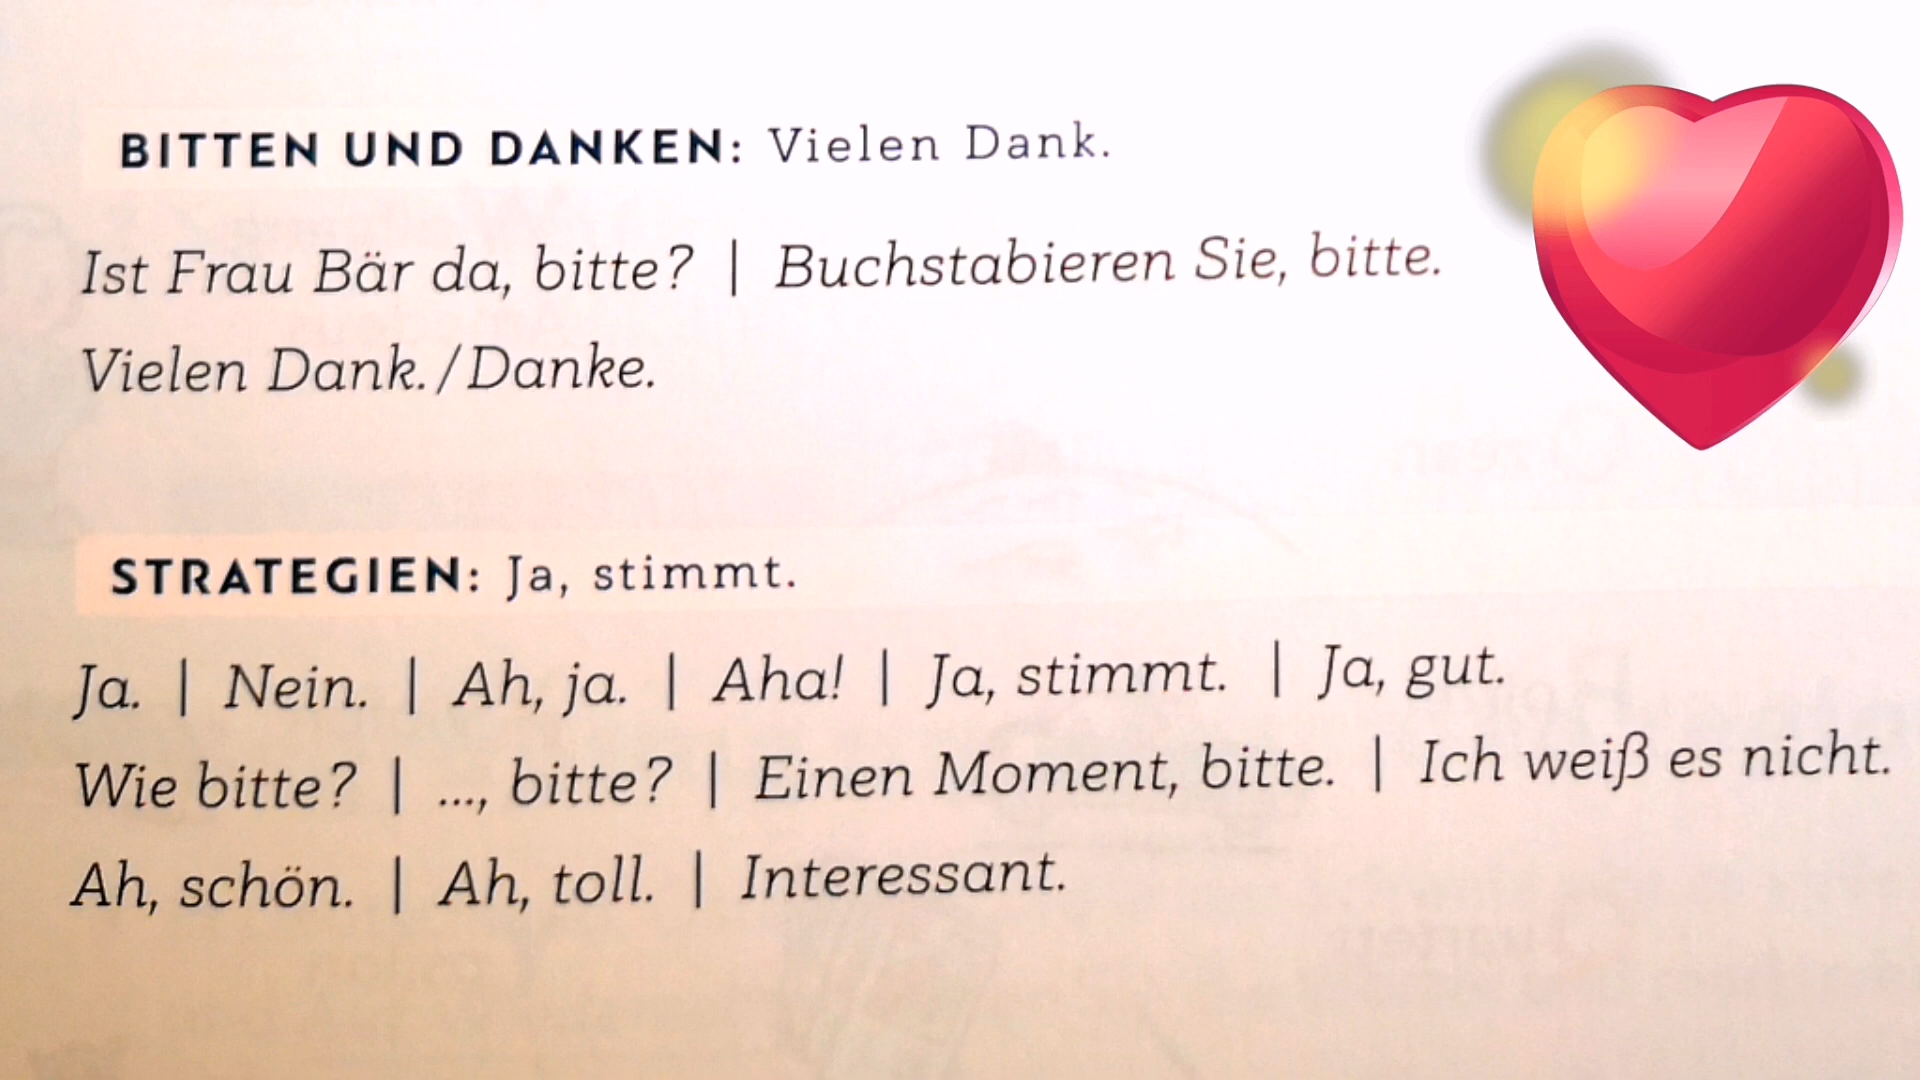 BITTEN UND DANKEN: Vielen Dank.
Ist Frau Bär da, bitte? | Buchstabieren Sie, bitte.
Vielen Dank./Danke.
STRATEGIEN: Ja, stimmt.
Ja. | Nein. | Ah, ja. | Aha! | Ja, stimmt. | Ja, gut.
Wie bitte? | ..., bitte? | Einen Moment, bitte. | Ich weiß es nicht.
Ah, schön. | Ah, toll. | Interessant.